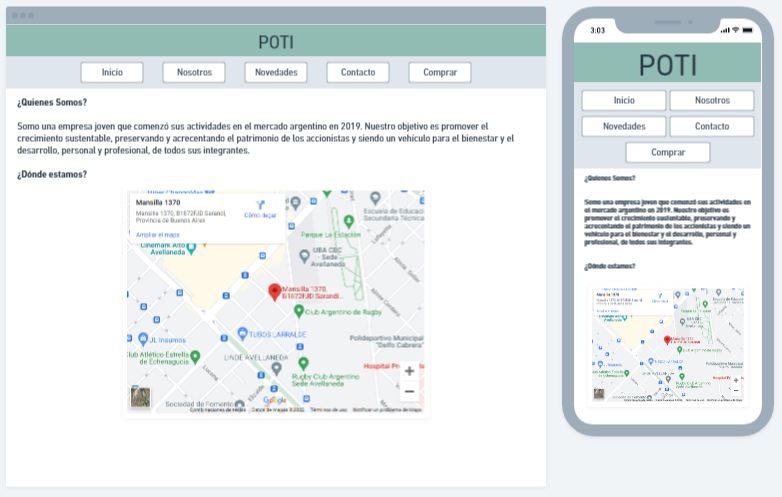 POTI
Inicio
Nosotros
Novedades
Contacto
Comprar
¿Quienes Somos?
Somo una empresa joven que comenzó sus actividades en el mercado argentino en 2019. Nuestro objetivo es promover el
crecimiento sustentable, preservando y acrecentando el patrimonio de los accionistas y siendo un vehículo para el bienestar y el
desarrollo, personal y profesional, de todos sus integrantes.
¿Dónde estamos?
Mansilla 1370
Mansilla 1370, B1872FJD Sarandí,
Provincia de Buenos Aires
Cómo llegar
Ampliar el mapa
Cinemark Alto
Avellaneda
Escuela de Educac
Secundaria Técnica
Parque La Estación
UBA CBC
- Sede
Avellaneda
Lafayette
Mansilla 1370,
B1872FJD Sarandí...
Club Argentino de Rugby
JL Insumos
TUBOS LARRALDE
Polideportivo Municipal
"Delfo Cabrera"
Club Atlético Estrella
de Echenagucia
LINDE AVELLANEDA
Rugby Club Argentino
Sede Avellaneda
Hospital Pr
Sociedad de Fomento
Google
Combinaciones de teclas
Datos de mapas ©2022
Términos de uso
Notificar un problema de Maps
3:03
POTI
Inicio
Nosotros
Novedades
Contacto
Comprar
¿Quienes Somos?
Somo una empresa joven que comenzó sus actividades en
el mercado argentino en 2019. Nuestro objetivo es
promover el crecimiento sustentable, preservando y
acrecentando el patrimonio de los accionistas y siendo un
vehículo para el bienestar y el desarrollo, personal y
profesional, de todos sus integrantes.
¿Dónde estamos?
Mansilla 1370